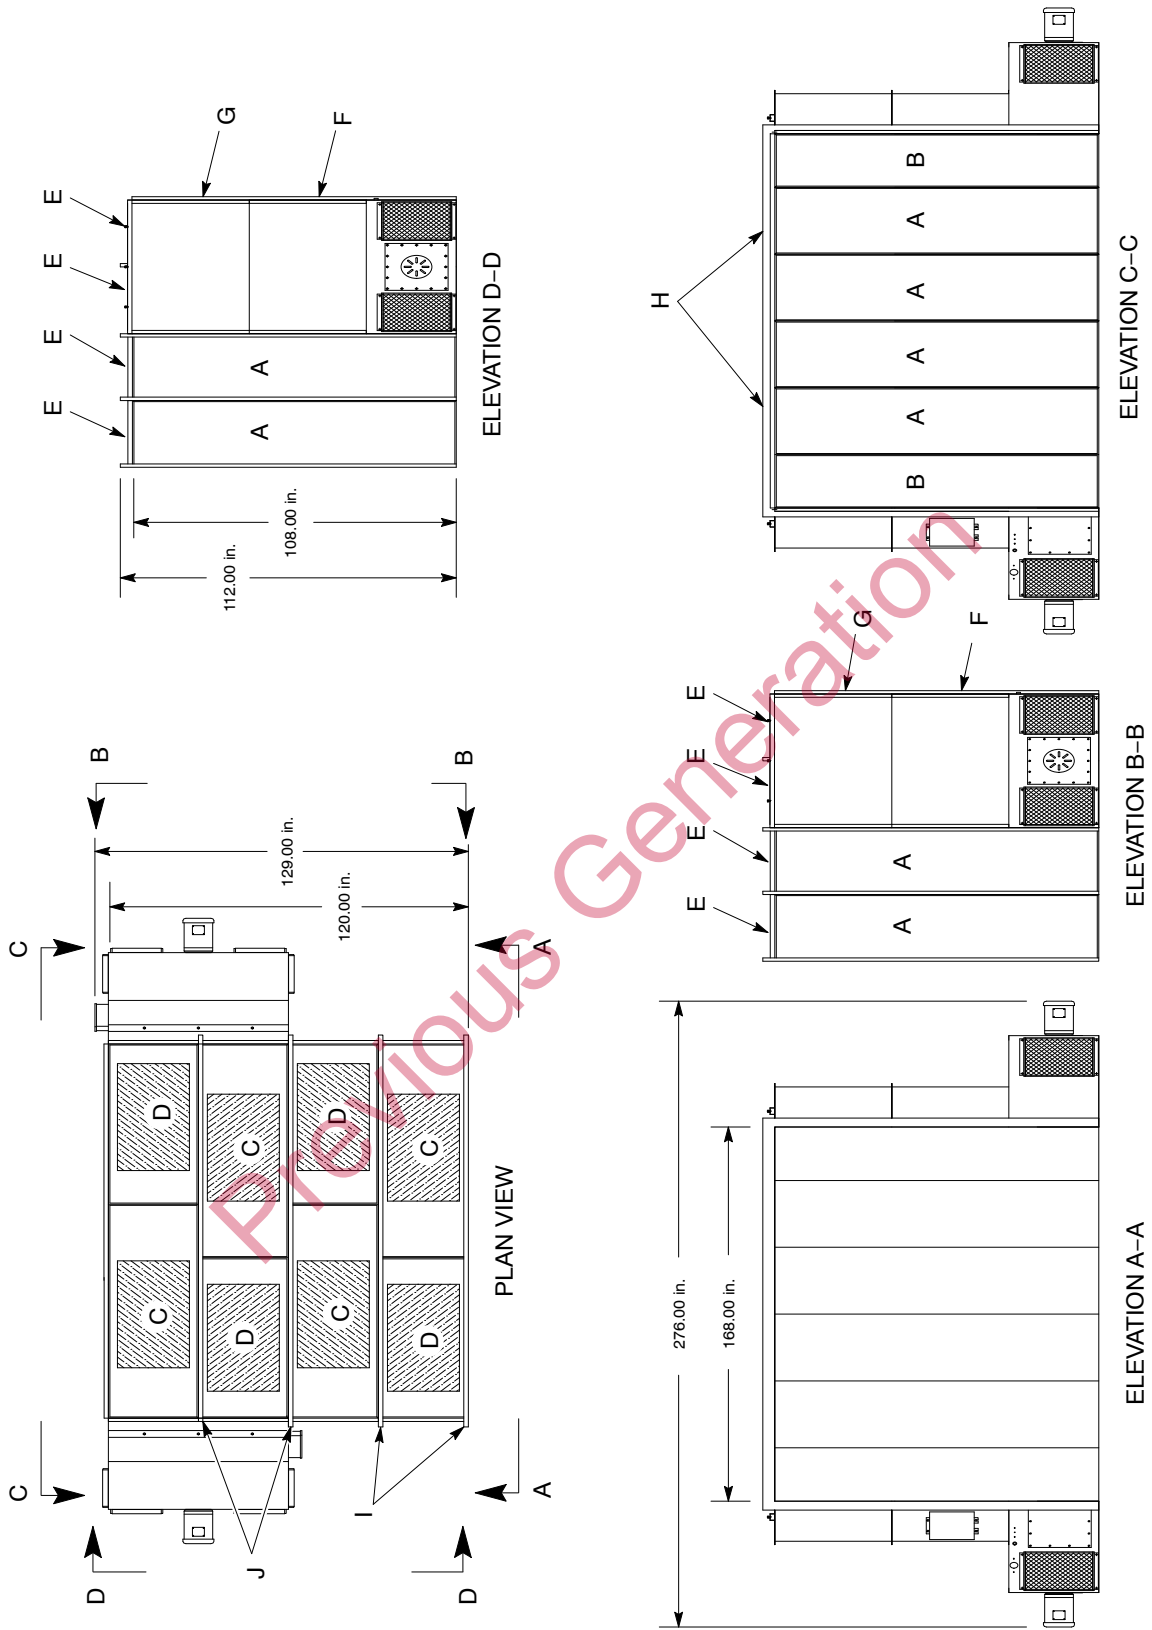 C
C
B
B
D
D
A
A
J
I
C
D
C
D
D
C
D
C
129.00 in.
120.00 in.
PLAN VIEW
E
E
E
E
G
F
A
A
112.00 in.
108.00 in.
ELEVATION D–D
276.00 in.
168.00 in.
ELEVATION A–A
E
E
E
E
G
F
A
A
ELEVATION B–B
H
B
A
A
A
A
B
ELEVATION C–C
Previous Generation